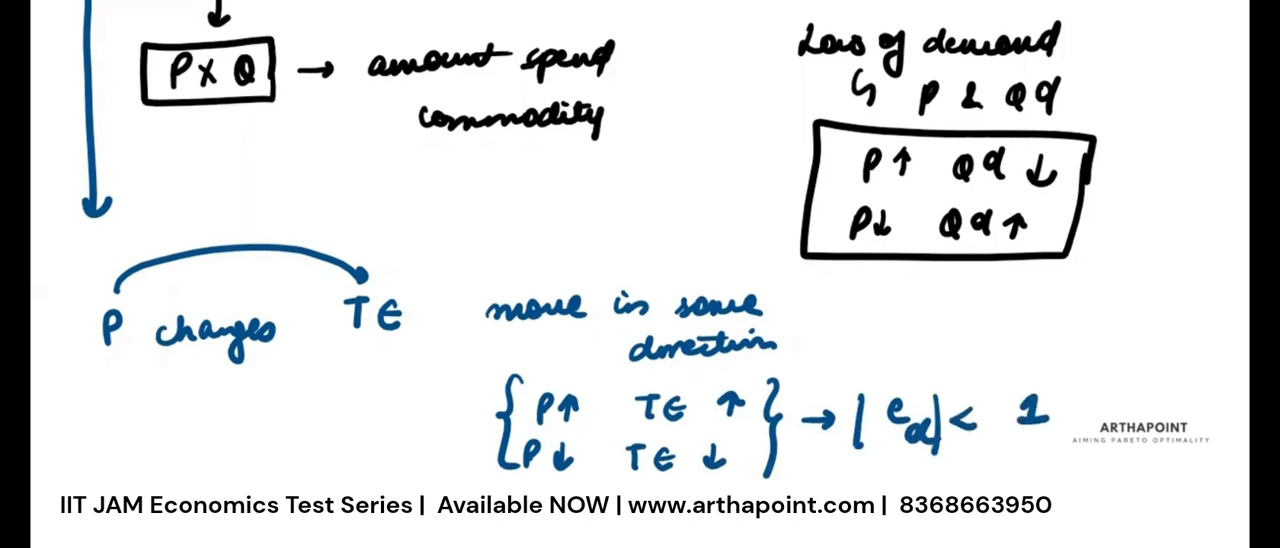 P x Q → amount spend
commodity
Law of demand
↳ P & Qd
P↑ Qd ↓
P↓ Qd ↑
P changes TE
move in same
direction
{ P↑ TE ↑ } → |ed| < 1
P↓ TE ↓
ARTHAPOINT
AIMING PARETO OPTIMALITY
IIT JAM Economics Test Series | Available NOW | www.arthapoint.com | 8368663950